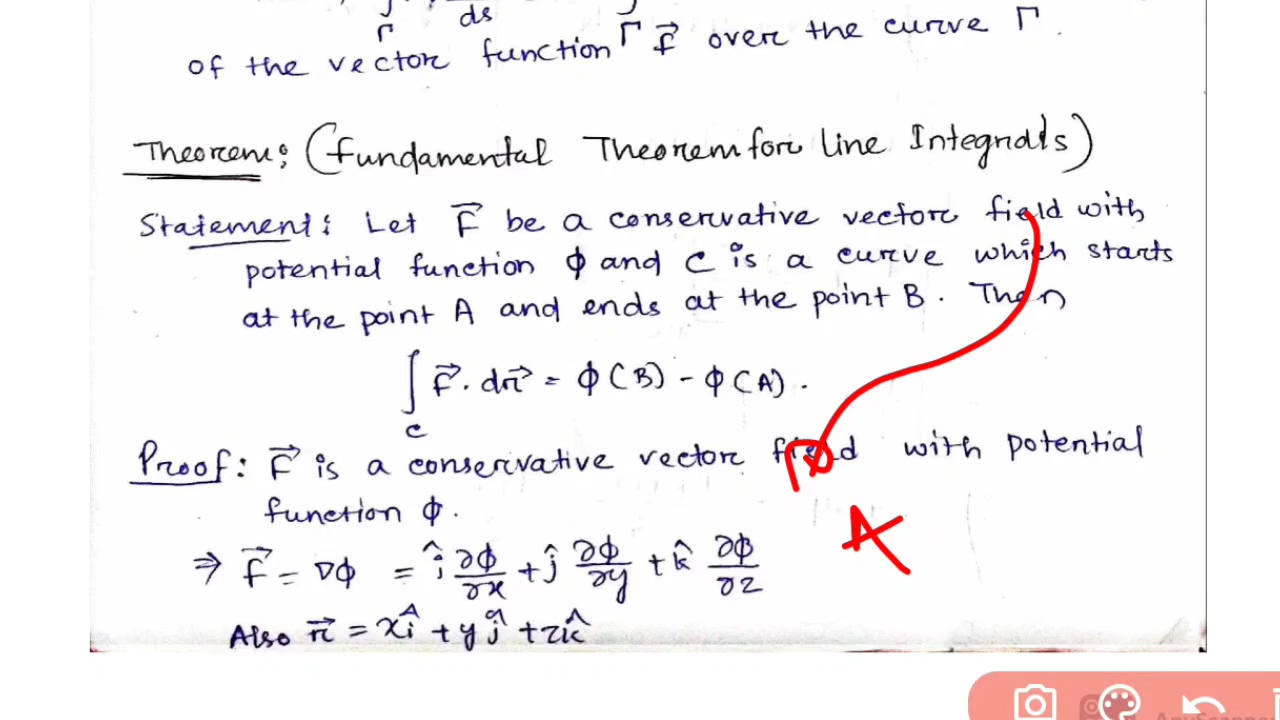 Γ ds
of the vector function Γ F⃗ over the curve Γ
Theorem: (Fundamental Theorem for Line Integrals)
Statement: Let F⃗ be a conservative vector field with
potential function ϕ and C is a curve which starts
at the point A and ends at the point B. Then
∫_C F⃗. dr⃗ = ϕ(B) - ϕ(A).
Proof: F⃗ is a conservative vector field with potential
function ϕ.
⇒ F⃗ = ∇ϕ = î ∂ϕ/∂x + ĵ ∂ϕ/∂y + k̂ ∂ϕ/∂z
A
Also r⃗ = xî + yĵ + zk̂